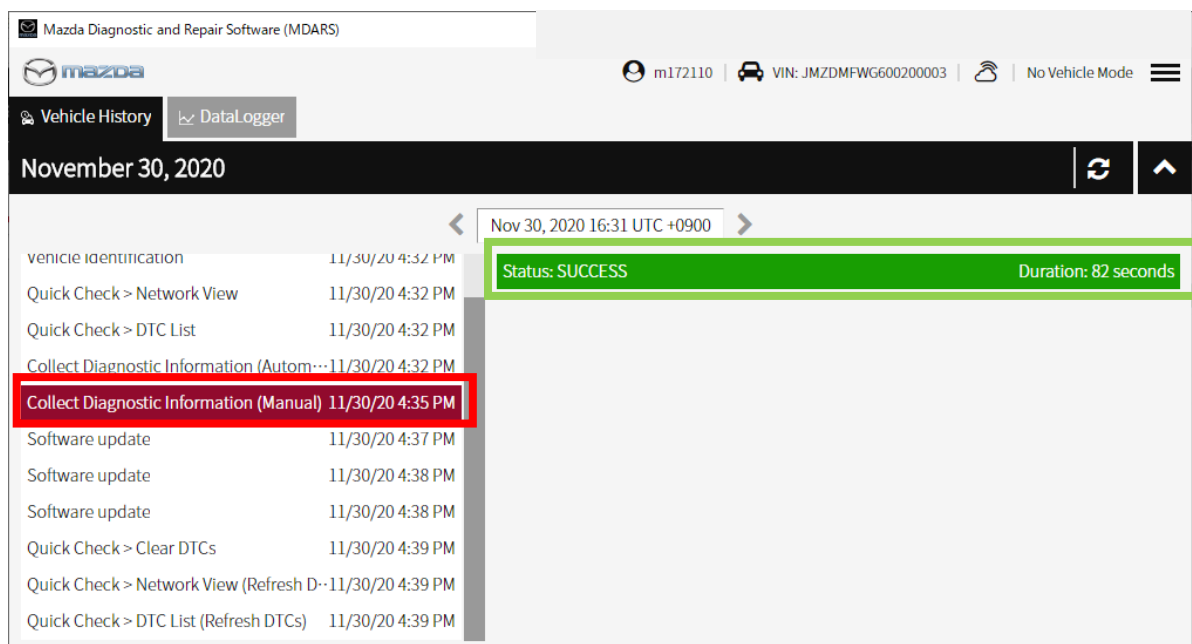 Mazda Diagnostic and Repair Software (MDARS)
mazda m172110 VIN: JMZDMFWG600200003 No Vehicle Mode
Vehicle History DataLogger
November 30, 2020
Nov 30, 2020 16:31 UTC +0900
Vehicle Identification 11/30/20 4:32 PM
Status: SUCCESS Duration: 82 seconds
Quick Check > Network View 11/30/20 4:32 PM
Quick Check > DTC List 11/30/20 4:32 PM
Collect Diagnostic Information (Autom··· 11/30/20 4:32 PM
Collect Diagnostic Information (Manual) 11/30/20 4:35 PM
Software update 11/30/20 4:37 PM
Software update 11/30/20 4:38 PM
Software update 11/30/20 4:38 PM
Quick Check > Clear DTCs 11/30/20 4:39 PM
Quick Check > Network View (Refresh D·· 11/30/20 4:39 PM
Quick Check > DTC List (Refresh DTCs) 11/30/20 4:39 PM